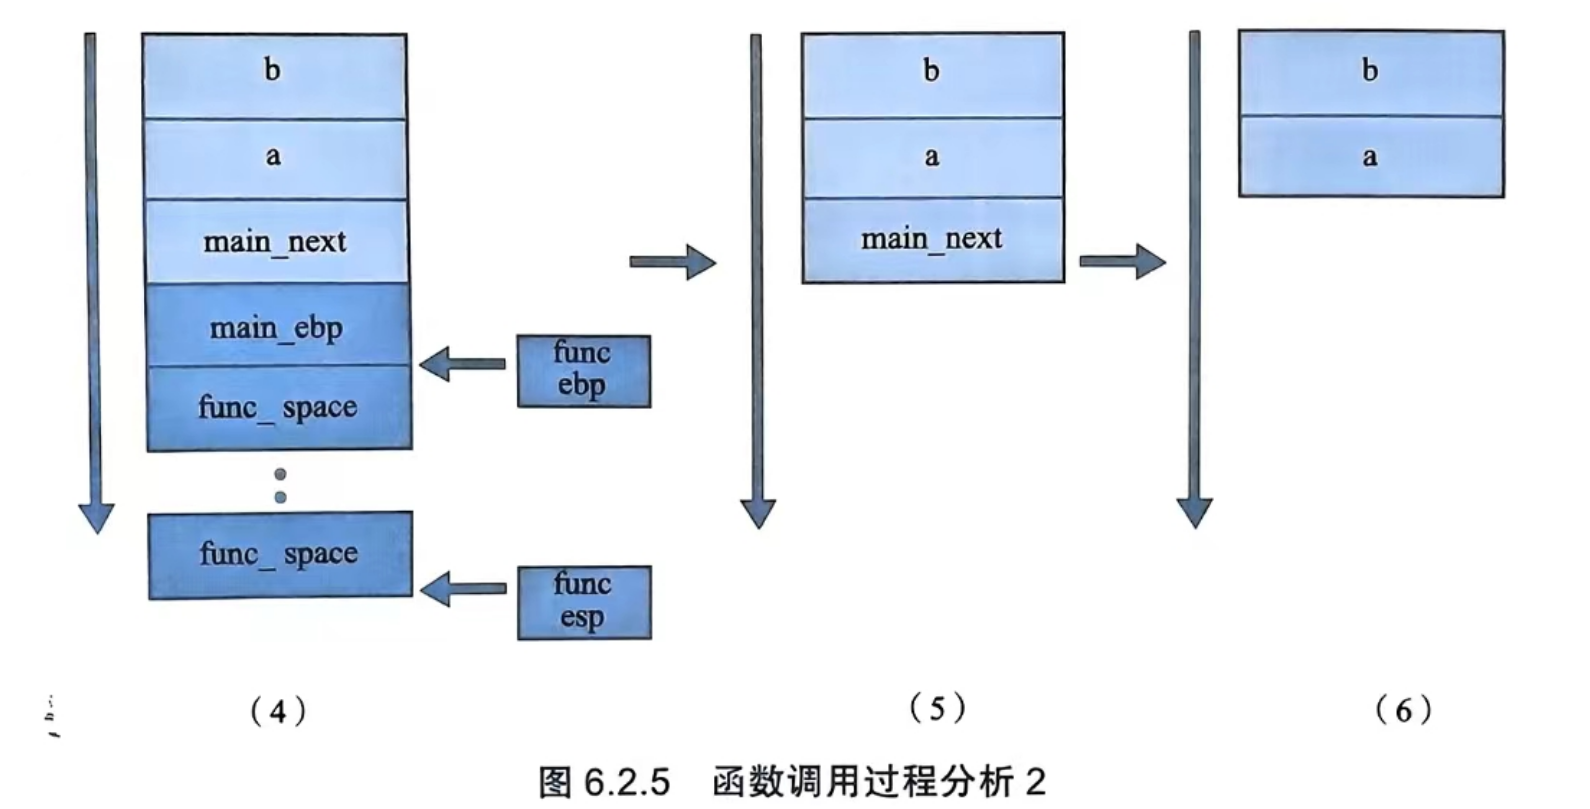 b
a
main_next
main_ebp
func_ space
func_ space
func
ebp
func
esp
b
a
main_next
b
a
(4)
(5)
(6)
图 6.2.5 函数调用过程分析 2